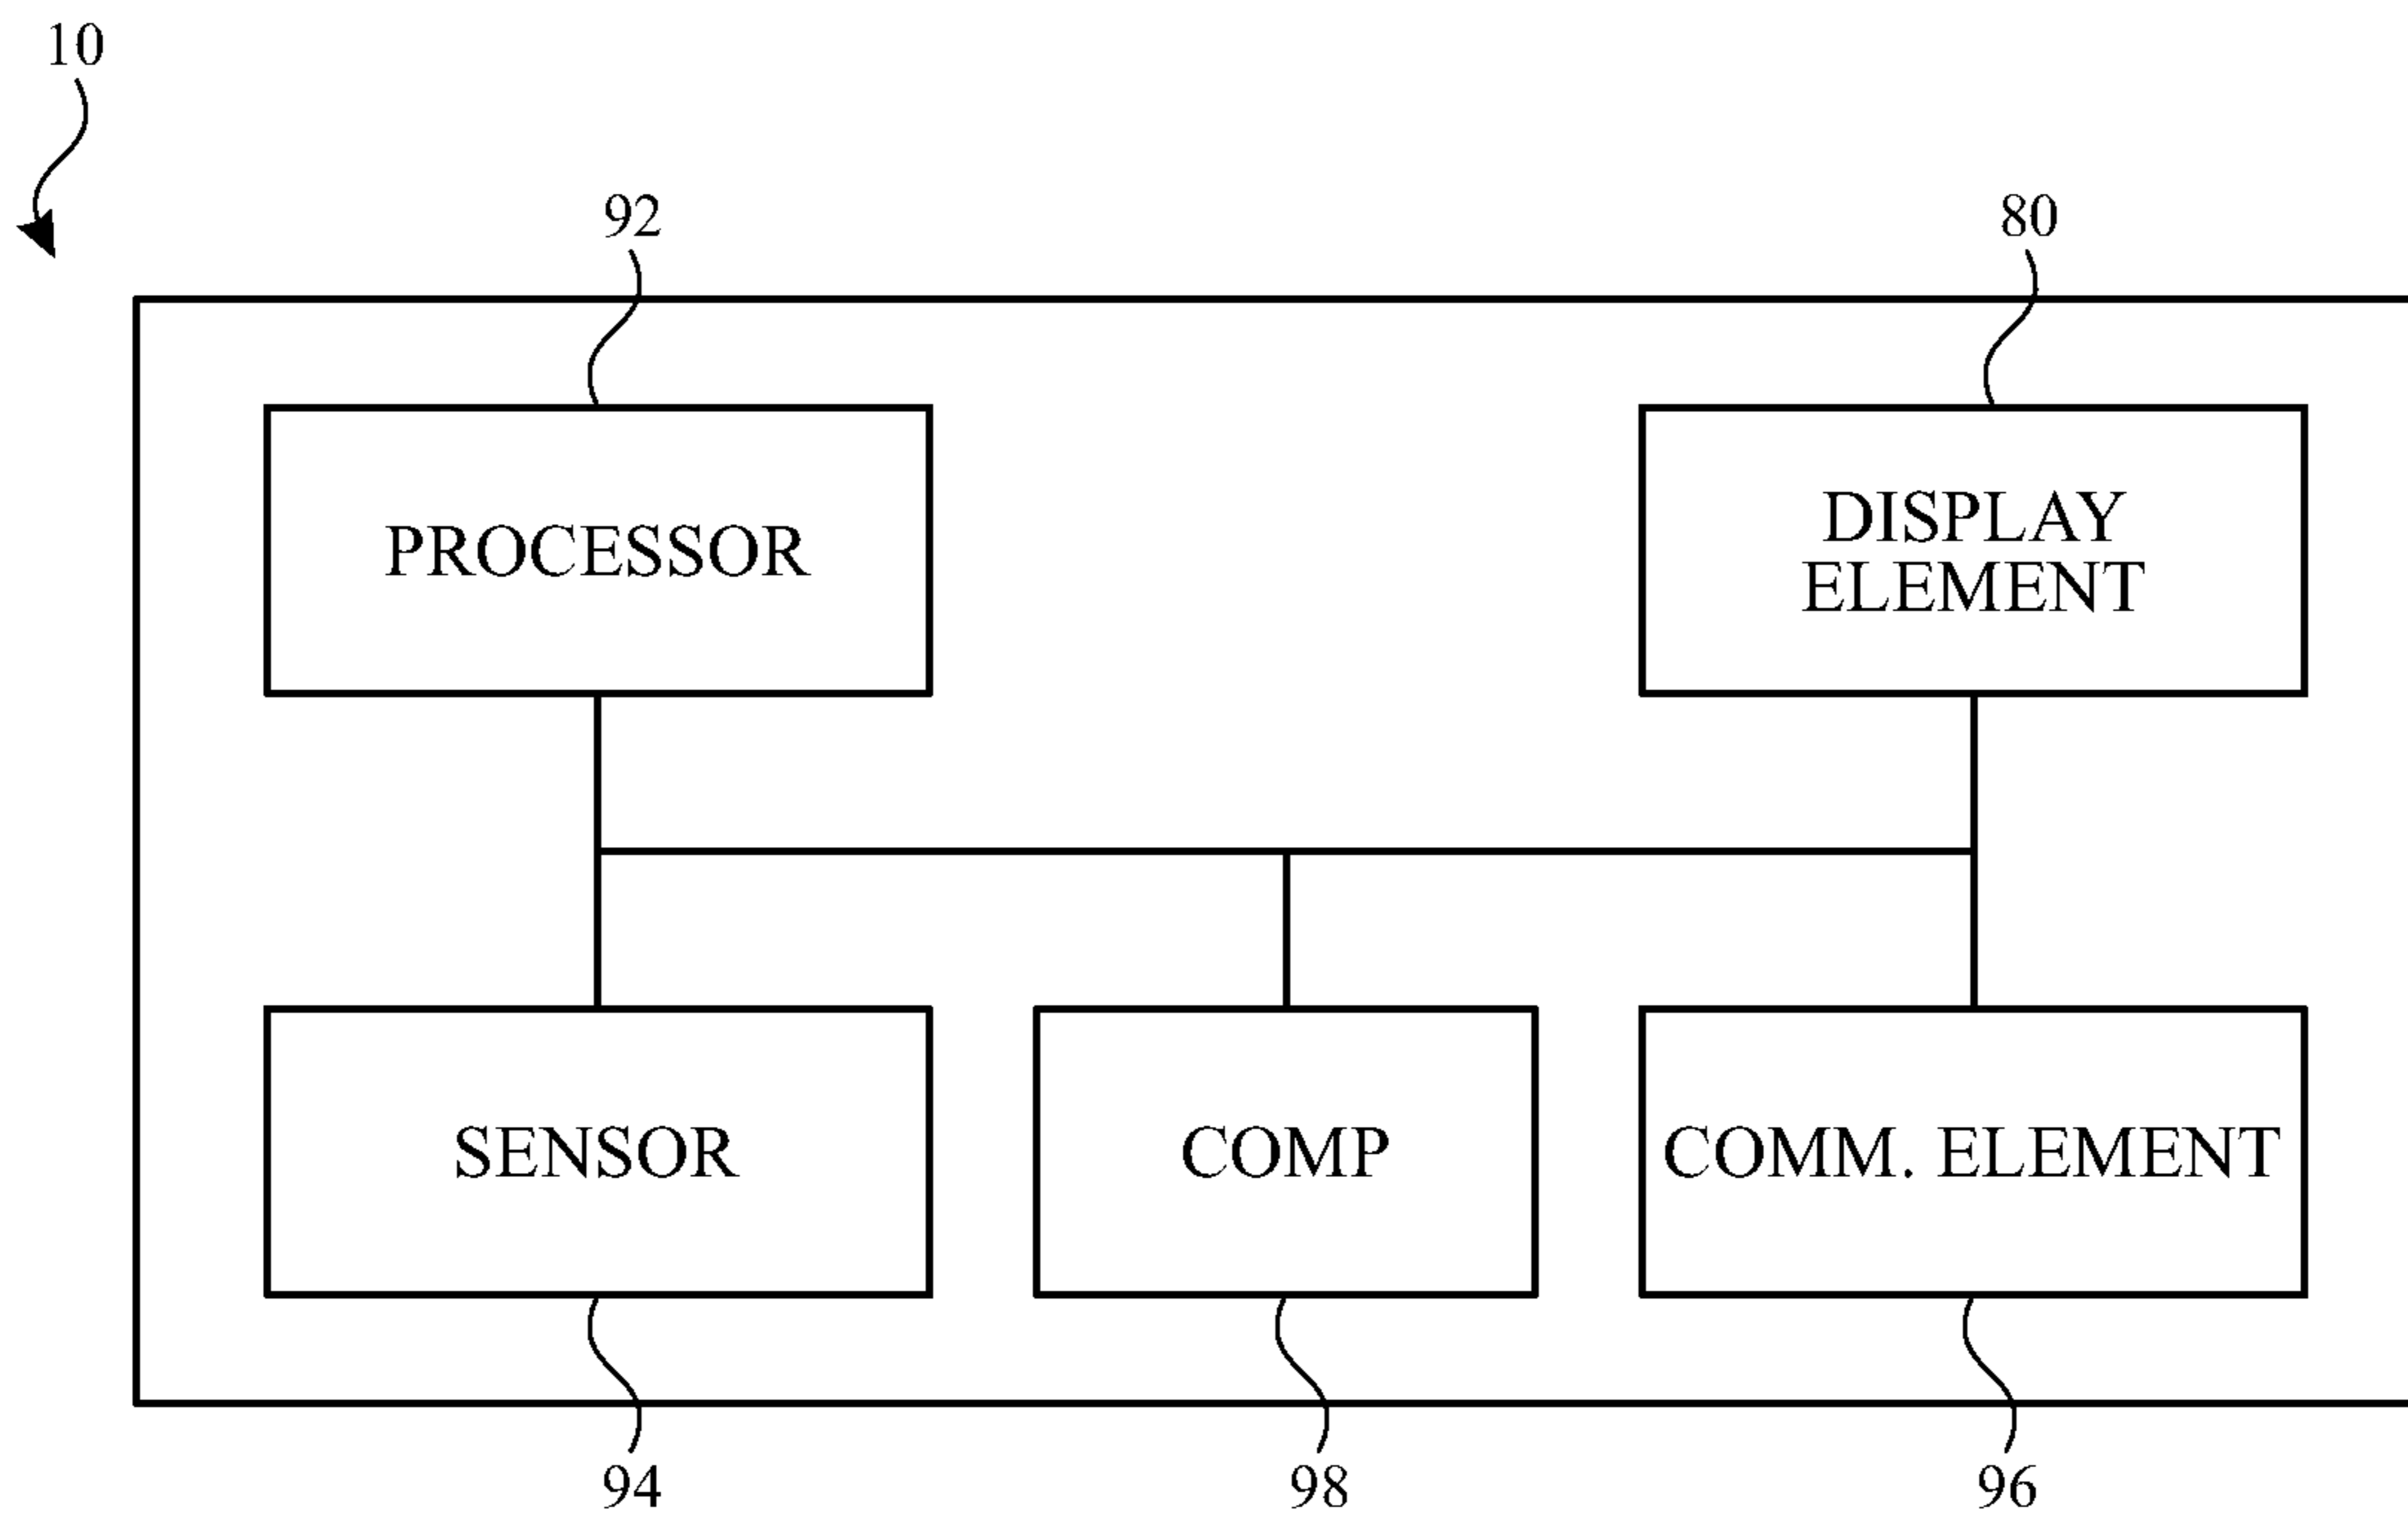 10
92
80
PROCESSOR
DISPLAY
ELEMENT
SENSOR
COMP
COMM. ELEMENT
94
98
96